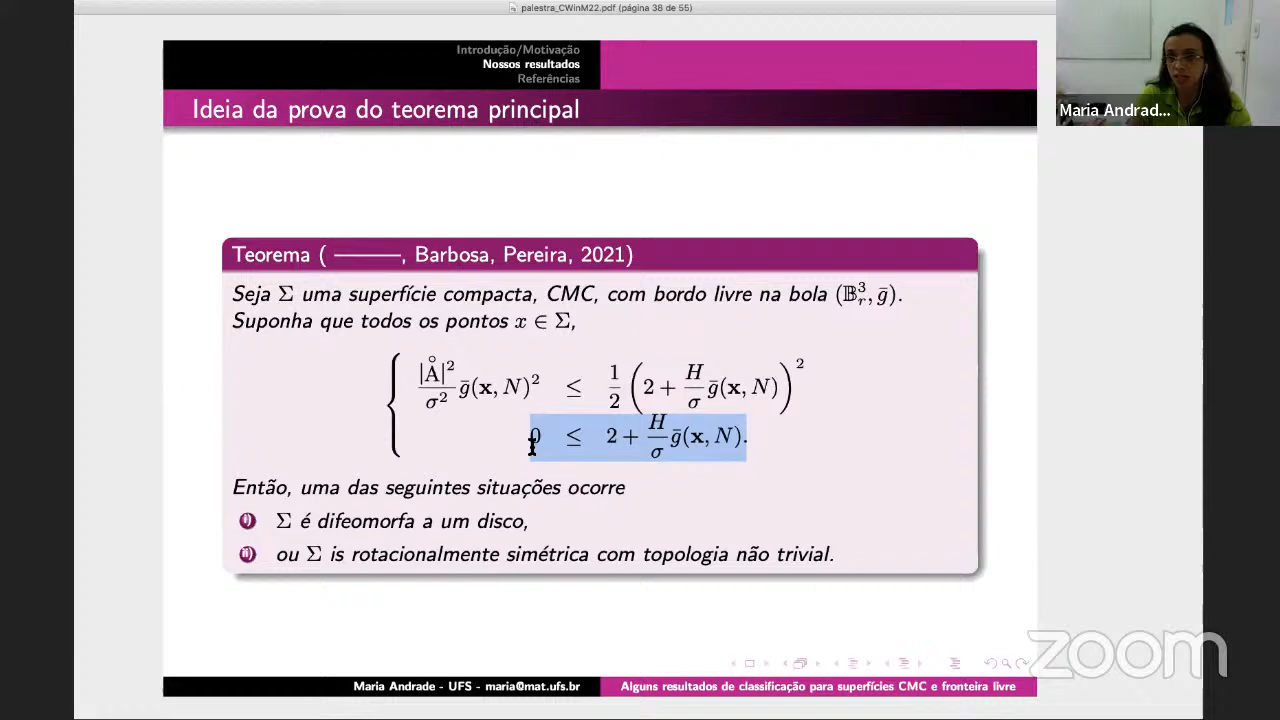 palestra_CWinM22.pdf (página 38 de 55)
Introdução/Motivação
Nossos resultados
Referências
Ideia da prova do teorema principal
Maria Andrad...
Teorema ( ———, Barbosa, Pereira, 2021)
Seja Σ uma superfície compacta, CMC, com bordo livre na bola (𝔹³ᵣ, ḡ).
Suponha que todos os pontos x ∈ Σ,
{ |Å|²/σ² ḡ(x, N)² ≤ 1/2 (2 + H/σ ḡ(x, N))²
0 ≤ 2 + H/σ ḡ(x, N).
Então, uma das seguintes situações ocorre
i) Σ é difeomorfa a um disco,
ii) ou Σ is rotacionalmente simétrica com topologia não trivial.
zoom
Maria Andrade - UFS - maria@mat.ufs.br Alguns resultados de classificação para superfícies CMC e fronteira livre